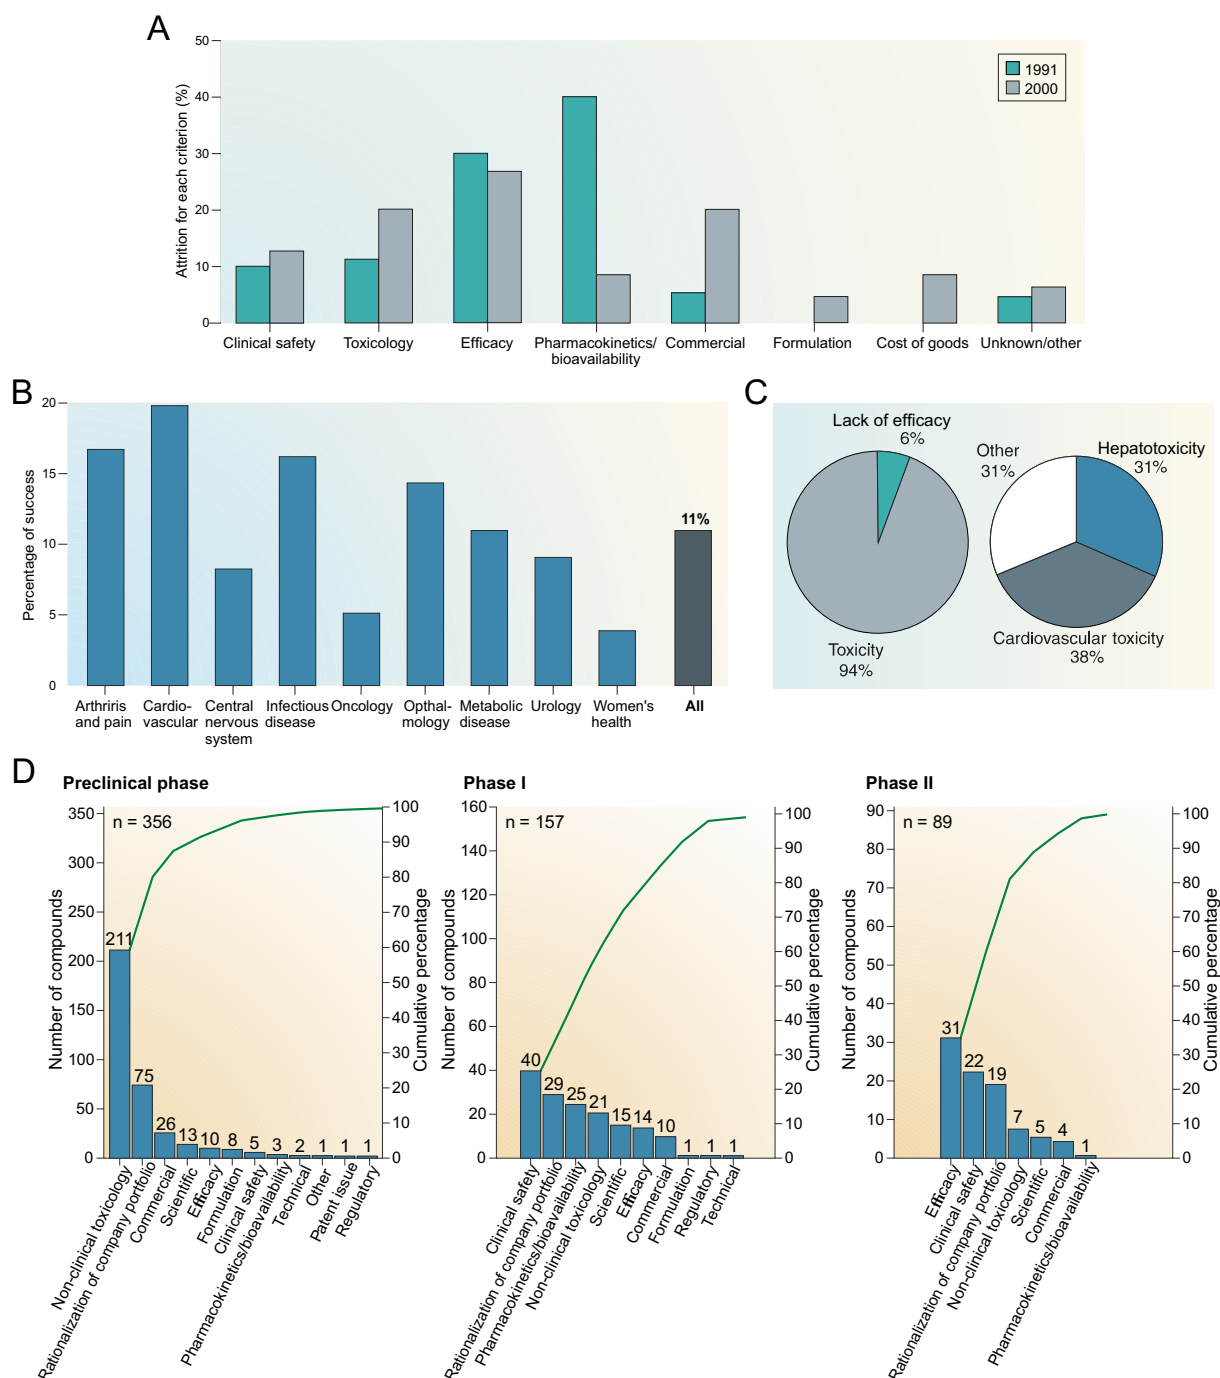 A
50
40
30
20
10
0
Attrition for each criterion (%)
1991
2000
Clinical safety
Toxicology
Efficacy
Pharmacokinetics/
bioavailability
Commercial
Formulation
Cost of goods
Unknown/other
B
20
15
10
5
0
Percentage of success
11%
Arthriris
and pain
Cardio-
vascular
Central
nervous
system
Infectious
disease
Oncology
Opthal-
mology
Metabolic
disease
Urology
Women's
health
All
C
Lack of efficacy
6%
Toxicity
94%
Other
31%
Hepatotoxicity
31%
Cardiovascular toxicity
38%
D
Preclinical phase
n = 356
350
300
250
200
150
100
50
0
Number of compounds
211
75
26
13
10
8
5
3
2
1
1
1
100
90
80
70
60
50
40
30
20
10
0
Cumulative percentage
Non-clinical toxicology
Rationalization of company portfolio
Commercial
Scientific
Efficacy
Formulation
Clinical safety
Pharmacokinetics/bioavailability
Technical
Other
Patent issue
Regulatory
Phase I
n = 157
160
140
120
100
80
60
40
20
0
Number of compounds
40
29
25
21
15
14
10
1
1
1
100
90
80
70
60
50
40
30
20
10
0
Cumulative percentage
Clinical safety
Rationalization of company portfolio
Pharmacokinetics/bioavailability
Non-clinical toxicology
Scientific
Efficacy
Commercial
Formulation
Regulatory
Technical
Phase II
n = 89
90
80
70
60
50
40
30
20
10
0
Number of compounds
31
22
19
7
5
4
1
100
90
80
70
60
50
40
30
20
10
0
Cumulative percentage
Efficacy
Clinical safety
Rationalization of company portfolio
Non-clinical toxicology
Scientific
Commercial
Pharmacokinetics/bioavailability